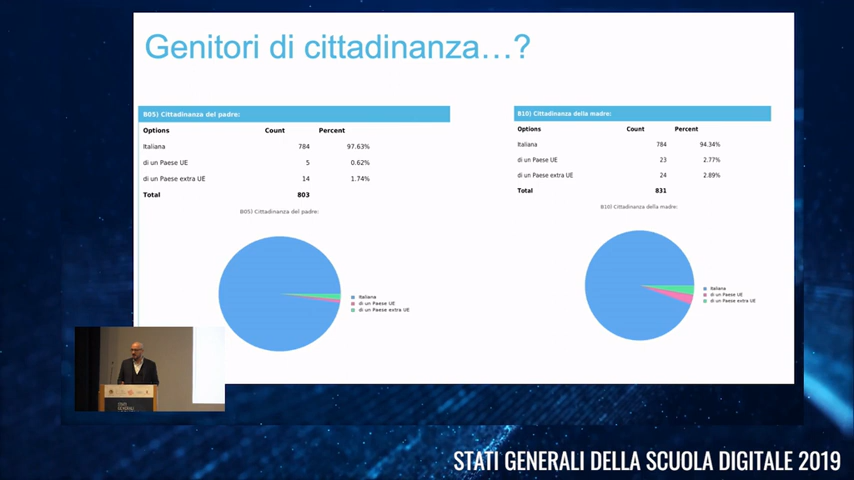 Genitori di cittadinanza…?
B05) Cittadinanza del padre:
Options Count Percent
Italiana 784 97.63%
di un Paese UE 5 0.62%
di un Paese extra UE 14 1.74%
Total 803
B05) Cittadinanza del padre:
Italiana
di un Paese UE
di un Paese extra UE
B10) Cittadinanza della madre:
Options Count Percent
Italiana 784 94.34%
di un Paese UE 23 2.77%
di un Paese extra UE 24 2.89%
Total 831
B10) Cittadinanza della madre:
Italiana
di un Paese UE
di un Paese extra UE
STATI GENERALI DELLA SCUOLA DIGITALE 2019